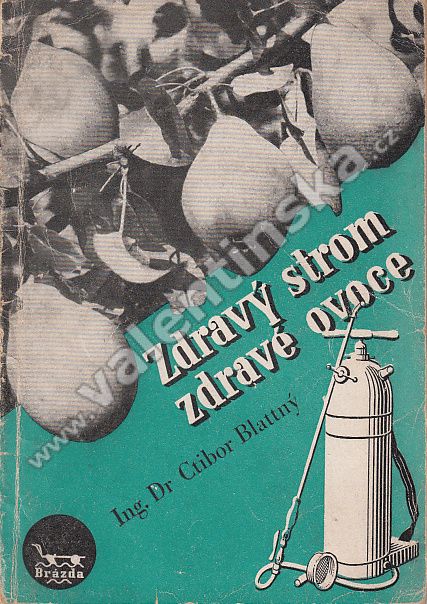 Zdravý strom
zdravé ovoce
Ing. Dr Ctibor Blattný
Brázda
www.valentinska.cz